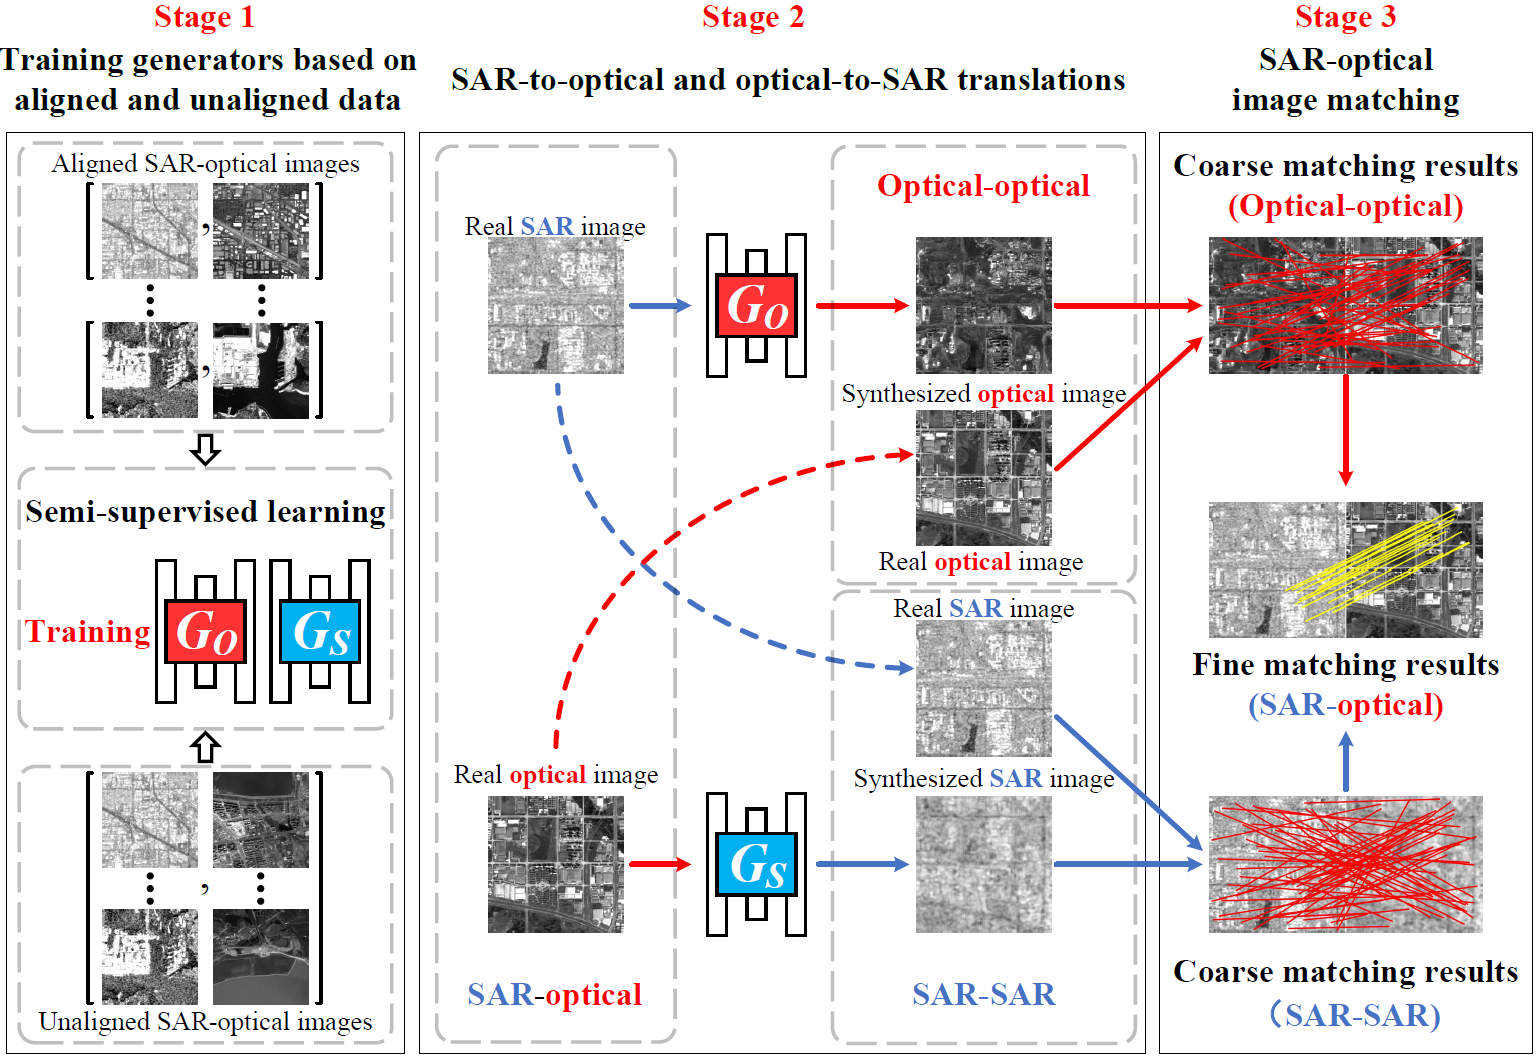 Stage 1
Training generators based on
aligned and unaligned data
Aligned SAR-optical images
,
,
Semi-supervised learning
Training
G_O
G_S
,
Unaligned SAR-optical images
Stage 2
SAR-to-optical and optical-to-SAR translations
Real SAR image
G_O
Optical-optical
Synthesized optical image
Real optical image
Real SAR image
Real optical image
G_S
Synthesized SAR image
SAR-optical
SAR-SAR
Stage 3
SAR-optical
image matching
Coarse matching results
(Optical-optical)
Fine matching results
(SAR-optical)
Coarse matching results
(SAR-SAR)